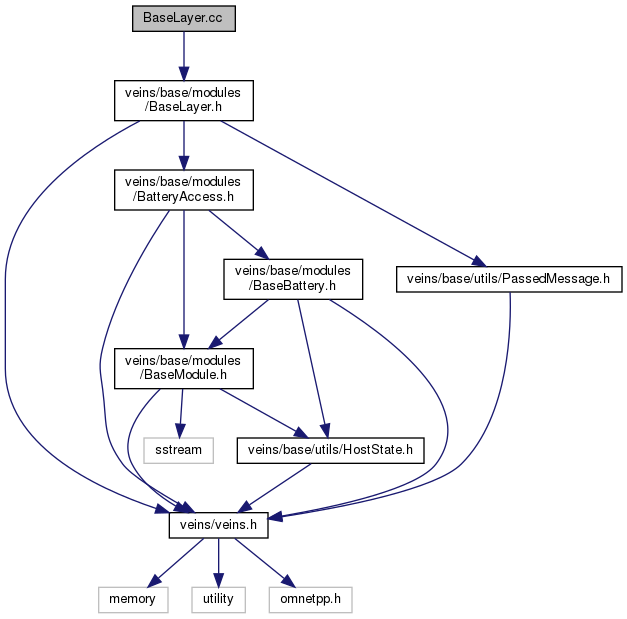 BaseLayer.cc
veins/base/modules
/BaseLayer.h
veins/base/modules
/BatteryAccess.h
veins/base/modules
/BaseBattery.h
veins/base/utils/PassedMessage.h
veins/base/modules
/BaseModule.h
sstream
veins/base/utils/HostState.h
veins/veins.h
memory
utility
omnetpp.h